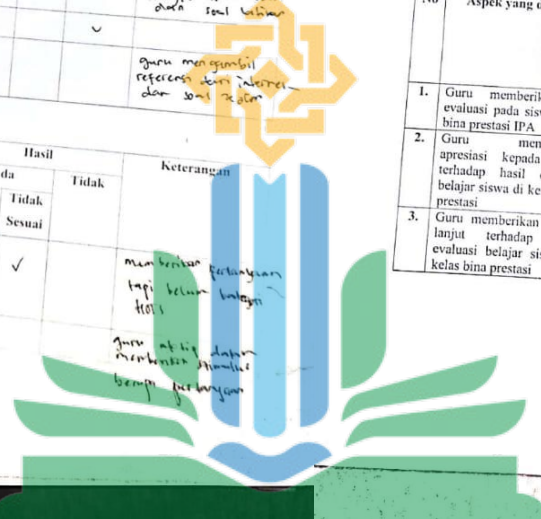 dan soal latihan
guru mengambil
referensi dari internet
dan soal
Hasil
Keterangan
da
Tidak
Tidak
Sesuai
memberikan pertanyaan
tapi belum
HOTS
guru aktif dalam
memberikan stimulus
berupa pertanyaan
No
Aspek yang d
1. Guru memberik
evaluasi pada sis
bina prestasi IPA
2. Guru mem
apresiasi kepada
terhadap hasil
belajar siswa di ke
prestasi
3. Guru memberikan
lanjut terhadap
evaluasi belajar sis
kelas bina prestasi